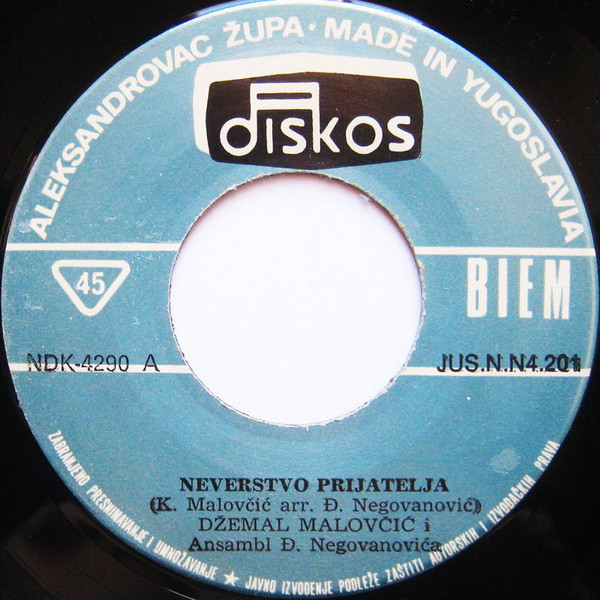 ALEKSANDROVAC ŽUPA · MADE IN YUGOSLAVIA
DISKOS
45
BIEM
NDK-4290 A
JUS.N.N4.201
NEVERSTVO PRIJATELJA
(K. Malovčić arr. Đ. Negovanović)
DŽEMAL MALOVČIĆ i
Ansambl Đ. Negovanovića
ZABRANJENO PRESNIMAVANJE I UMNOŽAVANJE ★ JAVNO IZVOĐENJE PODLEŽE ZAŠTITI AUTORSKIH I IZVOĐAČKIH PRAVA